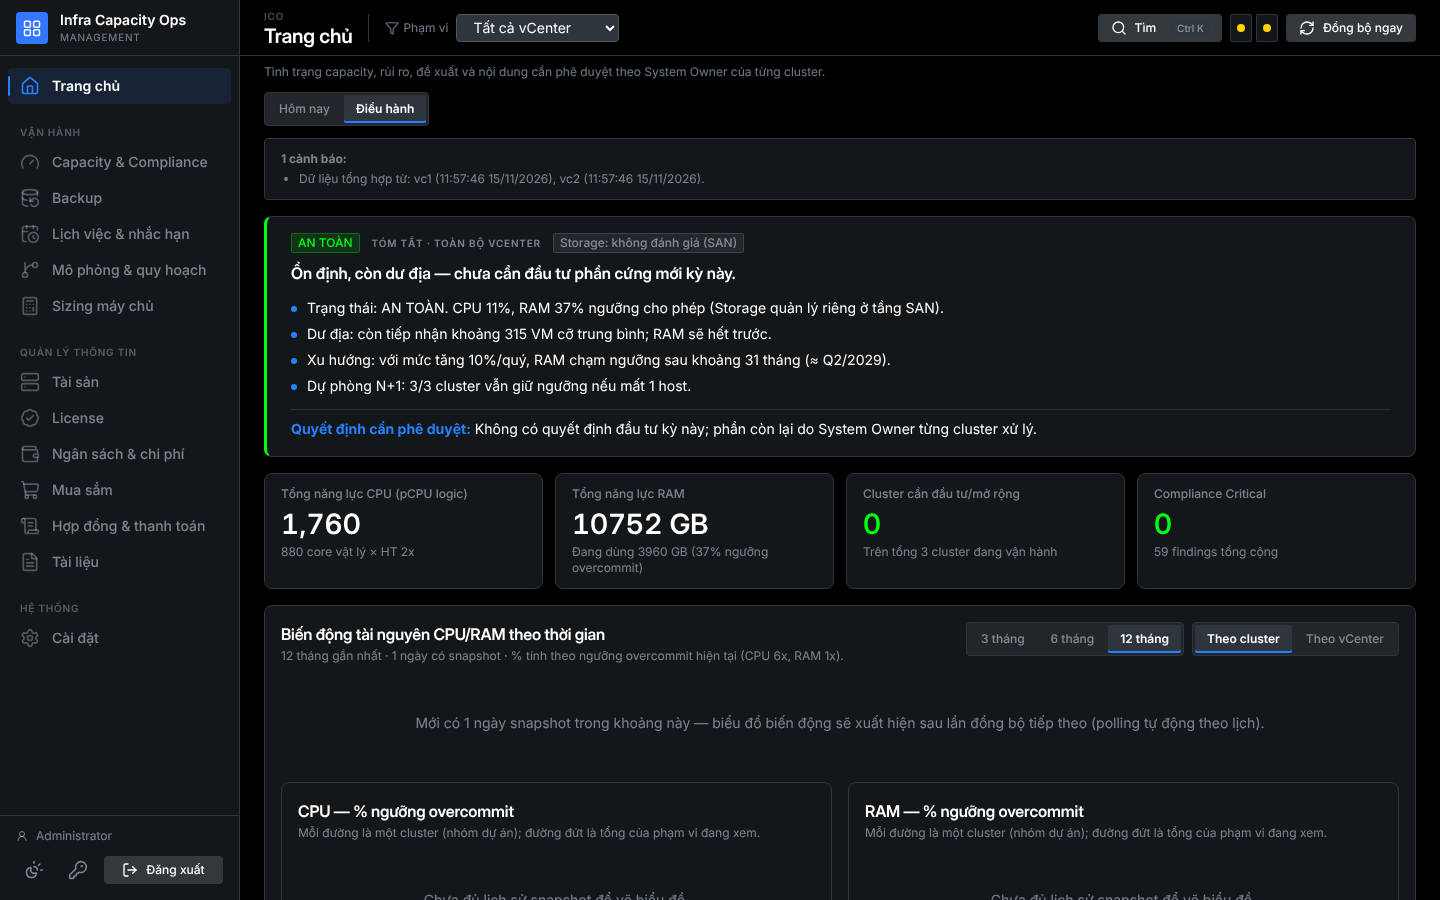 Infra Capacity Ops
MANAGEMENT
Trang chủ
VẬN HÀNH
Capacity & Compliance
Backup
Lịch việc & nhắc hạn
Mô phỏng & quy hoạch
Sizing máy chủ
QUẢN LÝ THÔNG TIN
Tài sản
License
Ngân sách & chi phí
Mua sắm
Hợp đồng & thanh toán
Tài liệu
HỆ THỐNG
Cài đặt
Administrator
Đăng xuất
ICO
Trang chủ
Phạm vi
Tất cả vCenter
Tìm
Ctrl K
Đồng bộ ngay
Tình trạng capacity, rủi ro, đề xuất và nội dung cần phê duyệt theo System Owner của từng cluster.
Hôm nay
Điều hành
1 cảnh báo:
• Dữ liệu tổng hợp từ: vc1 (11:57:46 15/11/2026), vc2 (11:57:46 15/11/2026).
AN TOÀN
TÓM TẮT · TOÀN BỘ VCENTER
Storage: không đánh giá (SAN)
Ổn định, còn dư địa — chưa cần đầu tư phần cứng mới kỳ này.
Trạng thái: AN TOÀN. CPU 11%, RAM 37% ngưỡng cho phép (Storage quản lý riêng ở tầng SAN).
Dư địa: còn tiếp nhận khoảng 315 VM cỡ trung bình; RAM sẽ hết trước.
Xu hướng: với mức tăng 10%/quý, RAM chạm ngưỡng sau khoảng 31 tháng (≈ Q2/2029).
Dự phòng N+1: 3/3 cluster vẫn giữ ngưỡng nếu mất 1 host.
Quyết định cần phê duyệt: Không có quyết định đầu tư kỳ này; phần còn lại do System Owner từng cluster xử lý.
Tổng năng lực CPU (pCPU logic)
1,760
880 core vật lý × HT 2x
Tổng năng lực RAM
10752 GB
Đang dùng 3960 GB (37% ngưỡng
overcommit)
Cluster cần đầu tư/mở rộng
0
Trên tổng 3 cluster đang vận hành
Compliance Critical
0
59 findings tổng cộng
Biến động tài nguyên CPU/RAM theo thời gian
12 tháng gần nhất · 1 ngày có snapshot · % tính theo ngưỡng overcommit hiện tại (CPU 6x, RAM 1x).
3 tháng
6 tháng
12 tháng
Theo cluster
Theo vCenter
Mới có 1 ngày snapshot trong khoảng này — biểu đồ biến động sẽ xuất hiện sau lần đồng bộ tiếp theo (polling tự động theo lịch).
CPU — % ngưỡng overcommit
Mỗi đường là một cluster (nhóm dự án); đường đứt là tổng của phạm vi đang xem.
Chưa đủ lịch sử snapshot để vẽ biểu đồ
RAM — % ngưỡng overcommit
Mỗi đường là một cluster (nhóm dự án); đường đứt là tổng của phạm vi đang xem.
Chưa đủ lịch sử snapshot để vẽ biểu đồ